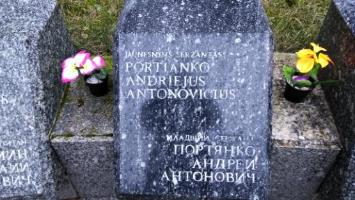 JAUNESNYSIS SERŽANTAS
PORTIANKO
ANDRIEJUS
ANTONOVIČIUS
МЛАДШИЙ СЕРЖАНТ
ПОРТЯНКО
АНДРЕЙ
АНТОНОВИЧ